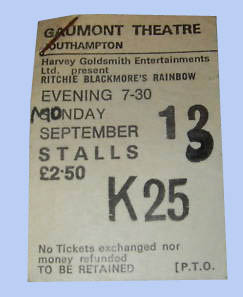 GAUMONT THEATRE
SOUTHAMPTON
Harvey Goldsmith Entertainments
Ltd. present
RITCHIE BLACKMORE'S RAINBOW
EVENING 7-30
MONDAY
SEPTEMBER 13
STALLS
£2·50
K25
No Tickets exchanged nor
money refunded
TO BE RETAINED [P.T.O.